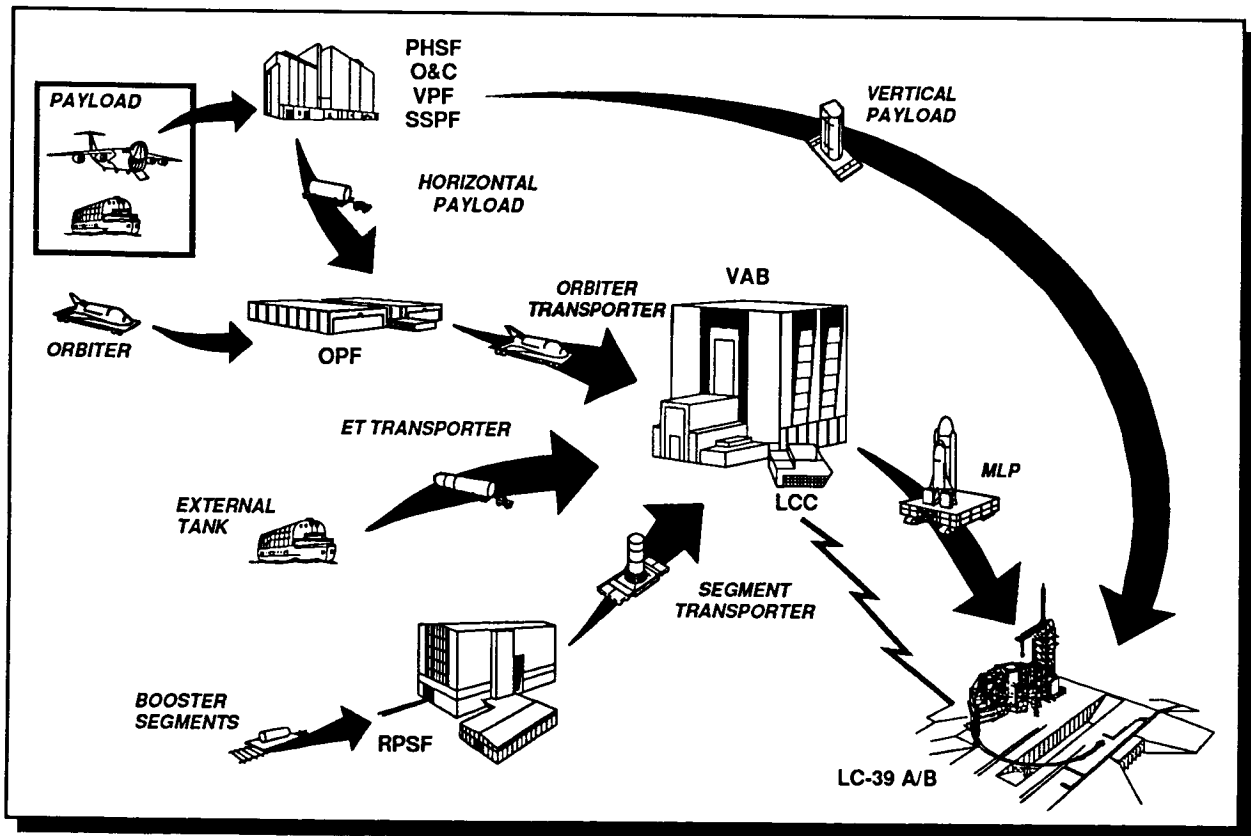 PHSF
O&C
VPF
SSPF
PAYLOAD
VERTICAL
PAYLOAD
HORIZONTAL
PAYLOAD
VAB
ORBITER
TRANSPORTER
ORBITER
OPF
ET TRANSPORTER
MLP
EXTERNAL
TANK
LCC
SEGMENT
TRANSPORTER
BOOSTER
SEGMENTS
RPSF
LC-39 A/B